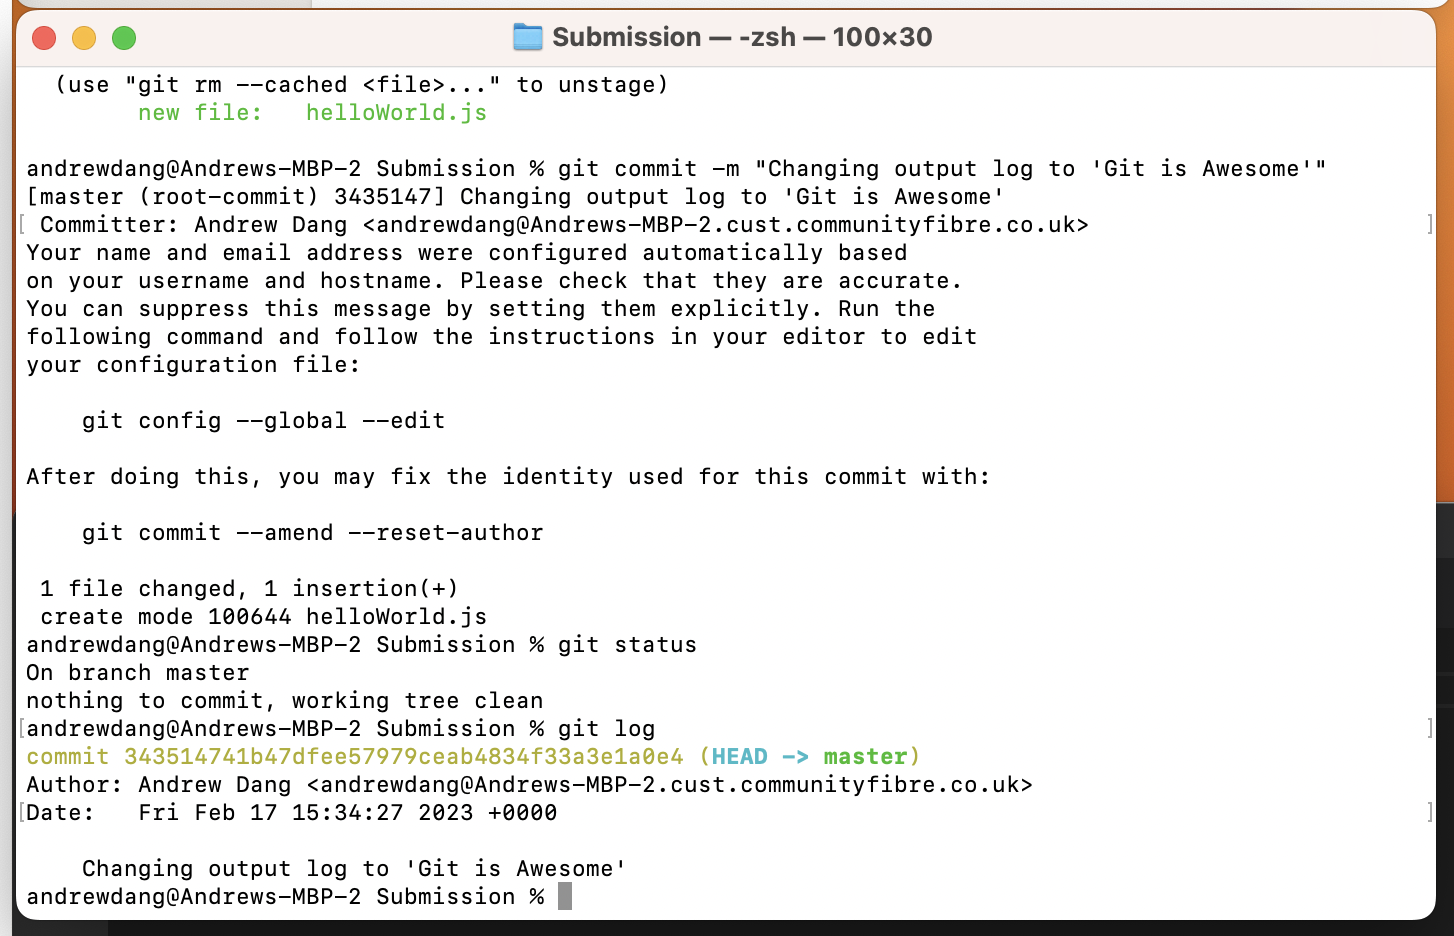 Submission — -zsh — 100×30
(use "git rm --cached <file>..." to unstage)
new file:   helloWorld.js
andrewdang@Andrews-MBP-2 Submission % git commit -m "Changing output log to 'Git is Awesome'"
[master (root-commit) 3435147] Changing output log to 'Git is Awesome'
Committer: Andrew Dang <andrewdang@Andrews-MBP-2.cust.communityfibre.co.uk>
Your name and email address were configured automatically based
on your username and hostname. Please check that they are accurate.
You can suppress this message by setting them explicitly. Run the
following command and follow the instructions in your editor to edit
your configuration file:
git config --global --edit
After doing this, you may fix the identity used for this commit with:
git commit --amend --reset-author
1 file changed, 1 insertion(+)
create mode 100644 helloWorld.js
andrewdang@Andrews-MBP-2 Submission % git status
On branch master
nothing to commit, working tree clean
andrewdang@Andrews-MBP-2 Submission % git log
commit 343514741b47dfee57979ceab4834f33a3e1a0e4 (HEAD -> master)
Author: Andrew Dang <andrewdang@Andrews-MBP-2.cust.communityfibre.co.uk>
Date:   Fri Feb 17 15:34:27 2023 +0000
Changing output log to 'Git is Awesome'
andrewdang@Andrews-MBP-2 Submission %